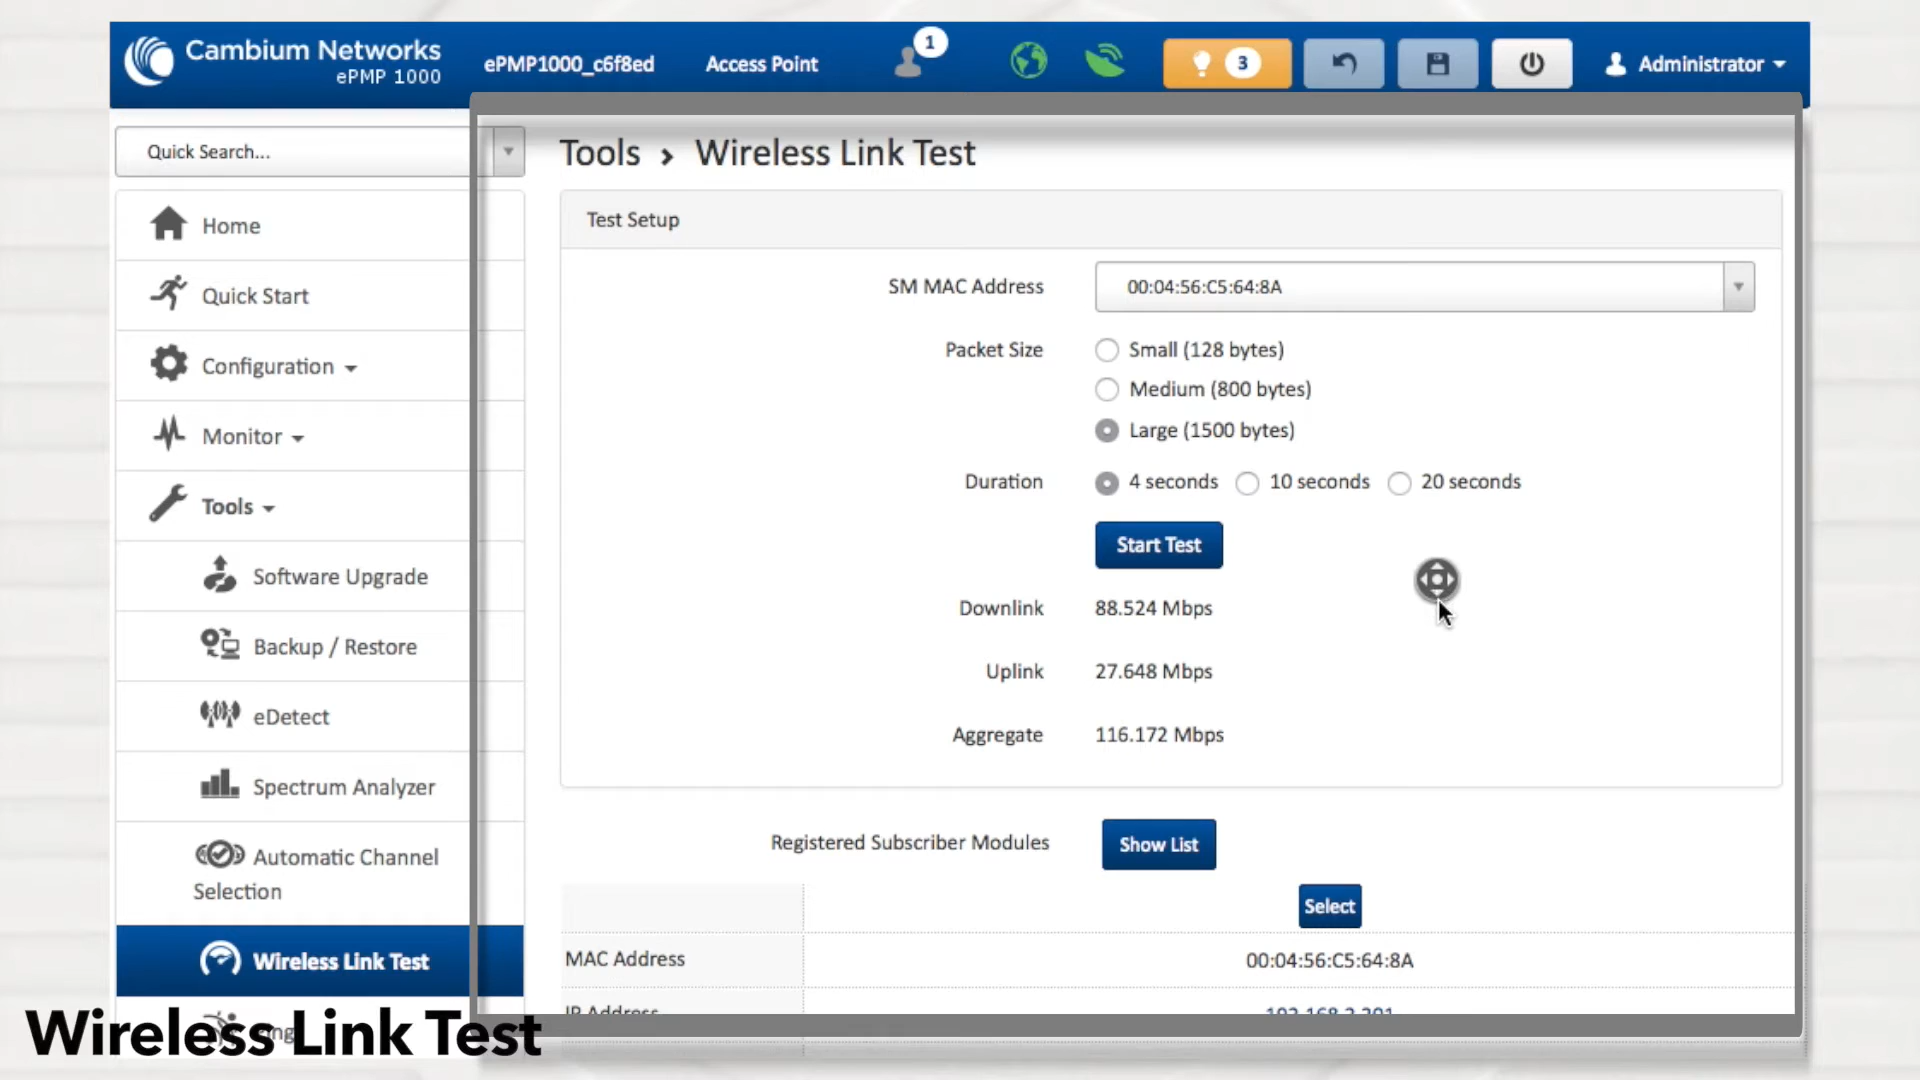 Cambium Networks
ePMP 1000
ePMP1000_c6f8ed
Access Point
1
3
Administrator
Quick Search...
Home
Quick Start
Configuration
Monitor
Tools
Software Upgrade
Backup / Restore
eDetect
Spectrum Analyzer
Automatic Channel
Selection
Wireless Link Test
Tools > Wireless Link Test
Test Setup
SM MAC Address
00:04:56:C5:64:8A
Packet Size
Small (128 bytes)
Medium (800 bytes)
Large (1500 bytes)
Duration
4 seconds
10 seconds
20 seconds
Start Test
Downlink
88.524 Mbps
Uplink
27.648 Mbps
Aggregate
116.172 Mbps
Registered Subscriber Modules
Show List
Select
MAC Address
00:04:56:C5:64:8A
IP Address
Wireless Link Test